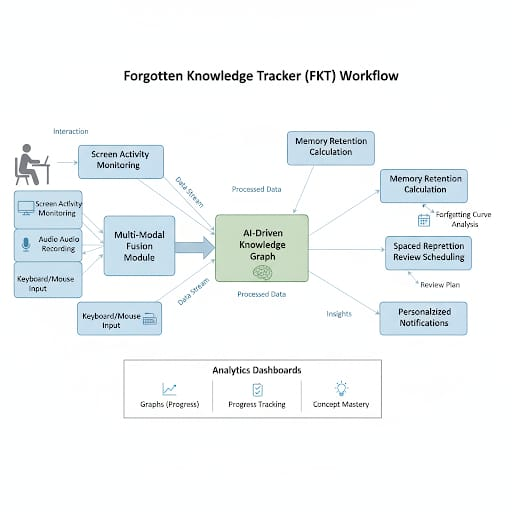 Forgotten Knowledge Tracker (FKT) Workflow
Interaction
Screen Activity
Monitoring
Memory Retention
Calculation
Data Stream
Processed Data
Memory Retention
Calculation
Forfgetting Curve
Analysis
Screen Activity
Monitoring
Audio Audio
Recording
Keyboard/Mouse
Input
Multi-Modal
Fusion
Module
AI-Driven
Knowledge
Graph
Spaced Reprettion
Review Scheduling
Review Plan
Data Stream
Processed Data
Keyboard/Mouse
Input
Insights
Personalzized
Notifications
Analytics Dashboards
Graphs (Progress)
Progress Tracking
Concept Mastery